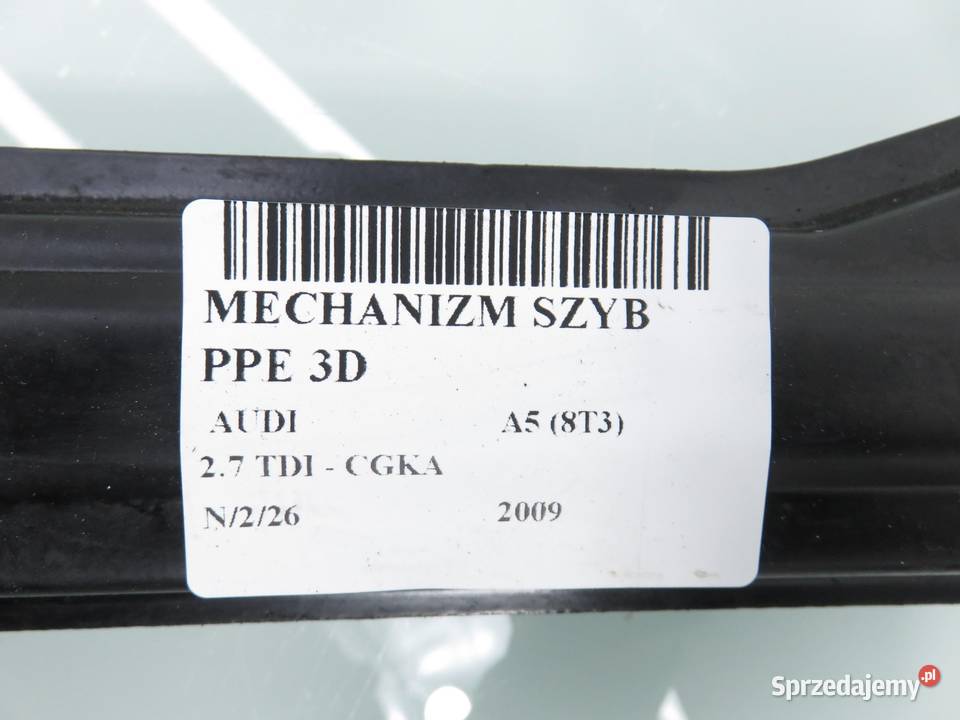 MECHANIZM SZYB
PPE 3D
AUDI A5 (8T3)
2.7 TDI - CGKA
N/2/26 2009
Sprzedajemy.pl